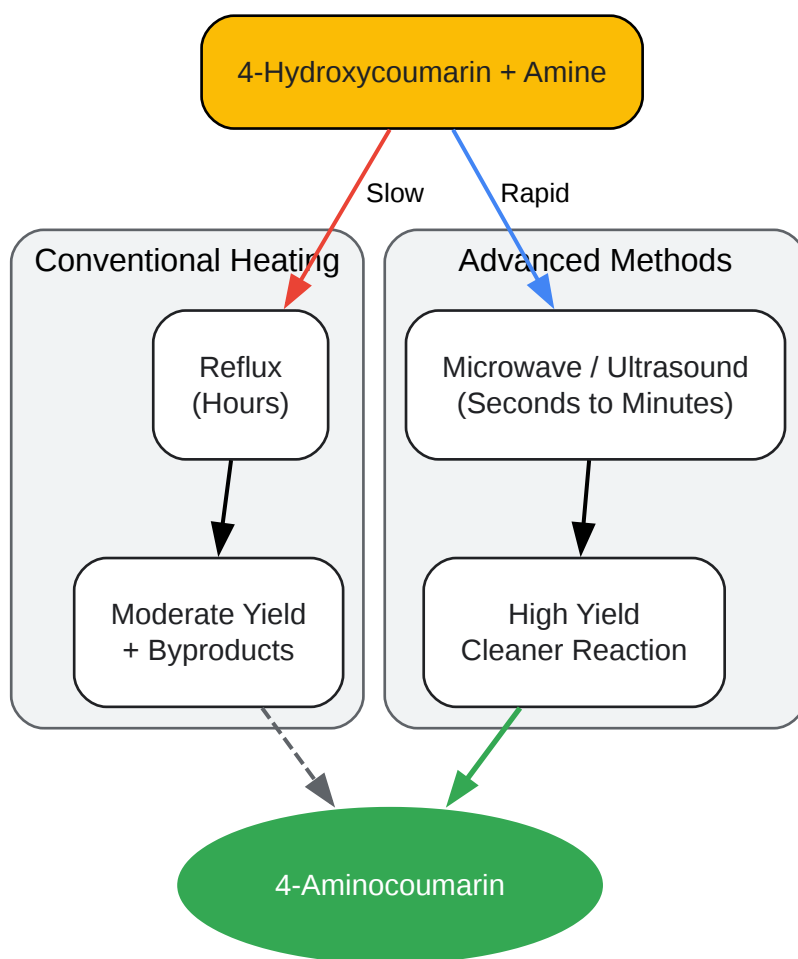 4-Hydroxycoumarin + Amine
Slow
Rapid
Conventional Heating
Advanced Methods
Reflux
(Hours)
Microwave / Ultrasound
(Seconds to Minutes)
Moderate Yield
+ Byproducts
High Yield
Cleaner Reaction
4-Aminocoumarin